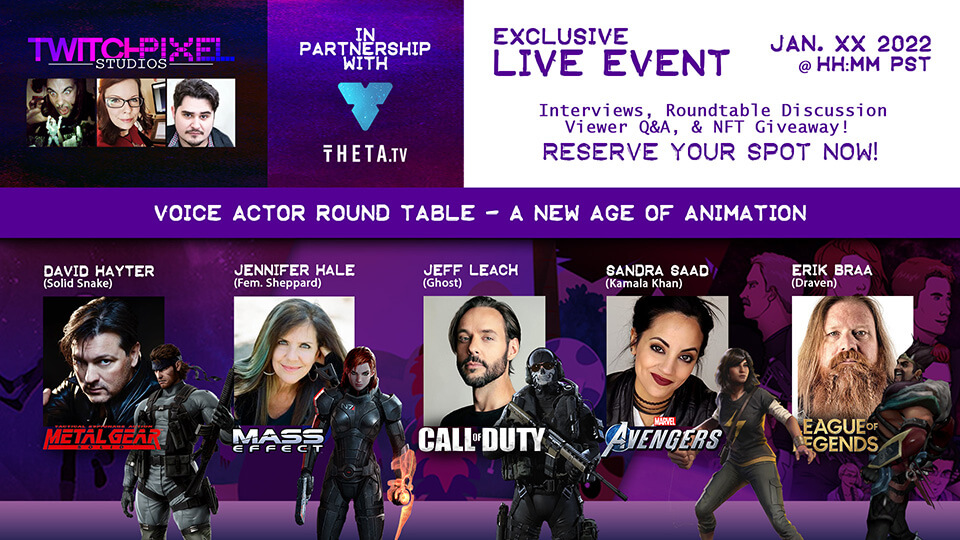 TWITCHPIXEL
STUDIOS
IN
PARTNERSHIP
WITH
THETA.TV
EXCLUSIVE
LIVE EVENT
JAN. XX 2022
@ HH:MM PST
Interviews, Roundtable Discussion
Viewer Q&A, & NFT Giveaway!
RESERVE YOUR SPOT NOW!
VOICE ACTOR ROUND TABLE – A NEW AGE OF ANIMATION
DAVID HAYTER
(Solid Snake)
JENNIFER HALE
(Fem. Sheppard)
JEFF LEACH
(Ghost)
SANDRA SAAD
(Kamala Khan)
ERIK BRAA
(Draven)
TACTICAL ESPIONAGE ACTION
METAL GEAR
MASS
EFFECT
CALL OF DUTY
MARVEL
AVENGERS
LEAGUE OF
LEGENDS